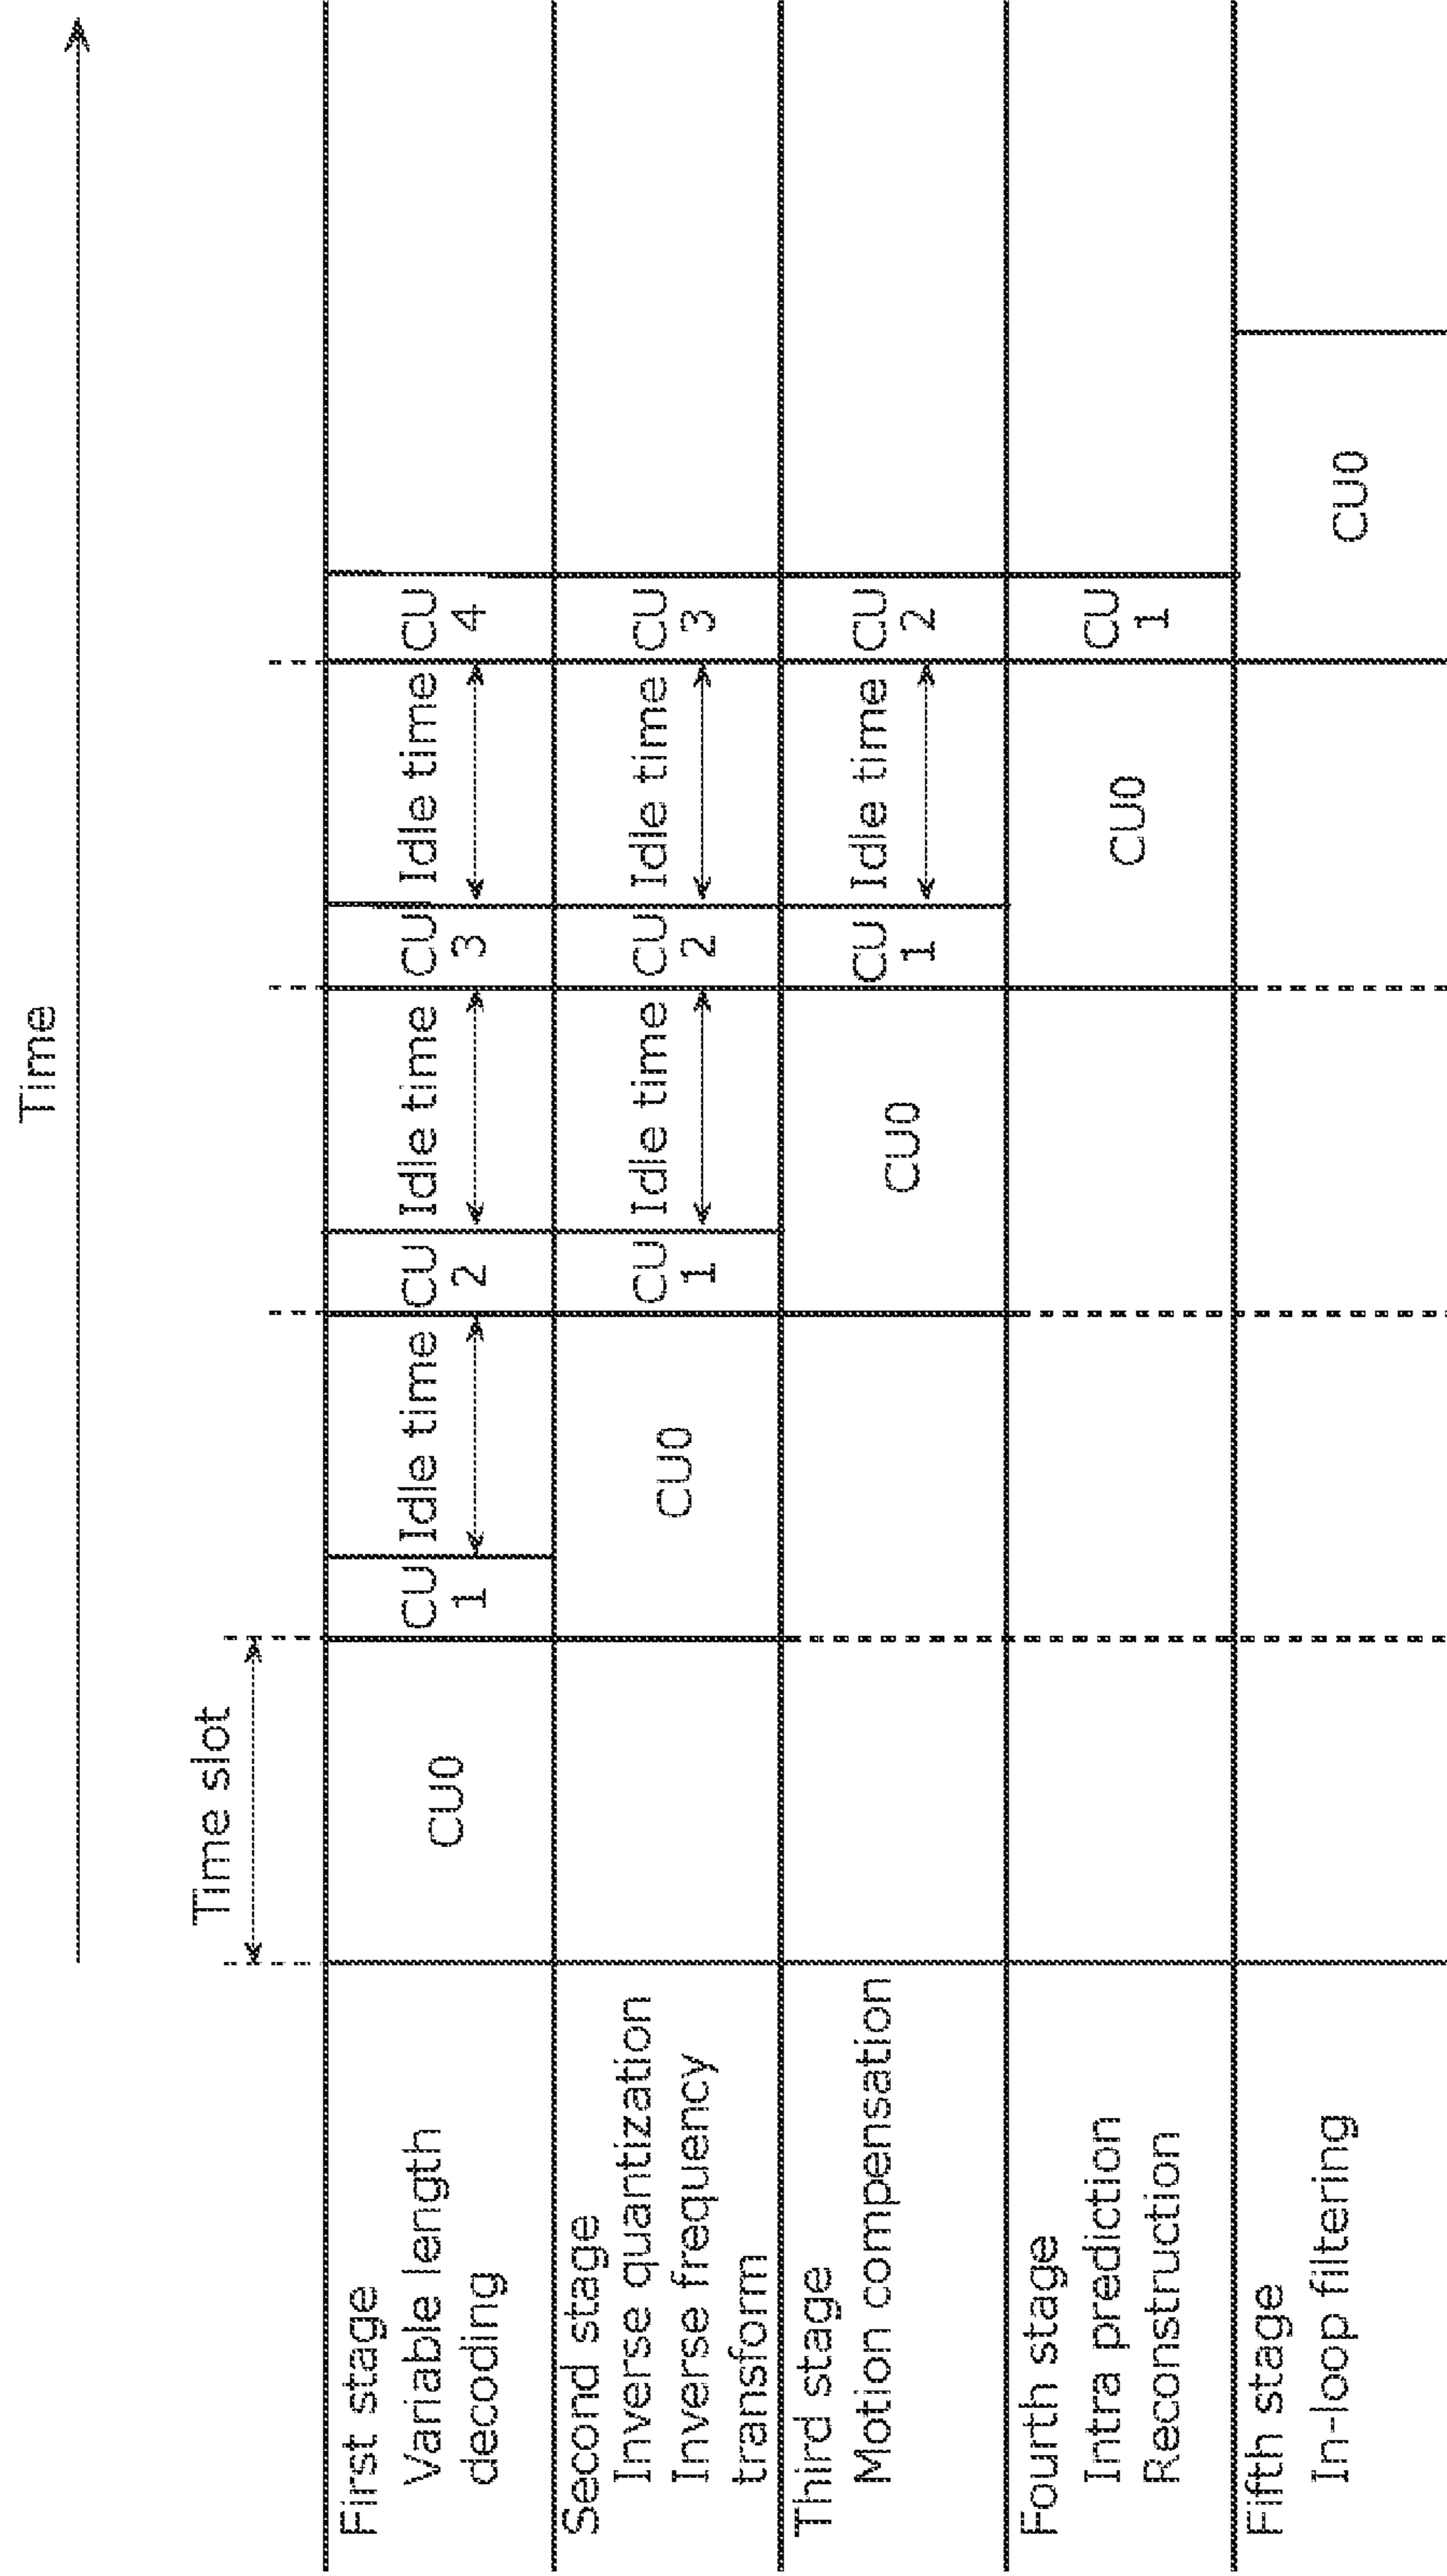 Time
Time slot
First stage
Variable length
decoding
CU0
CU
1
Idle time
CU
2
Idle time
CU
3
Idle time
CU
4
Second stage
Inverse quantization
Inverse frequency
transform
CU0
CU
1
Idle time
CU
2
Idle time
CU
3
Third stage
Motion compensation
CU0
CU
1
Idle time
CU
2
Fourth stage
Intra prediction
Reconstruction
CU0
CU
1
Fifth stage
In-loop filtering
CU0